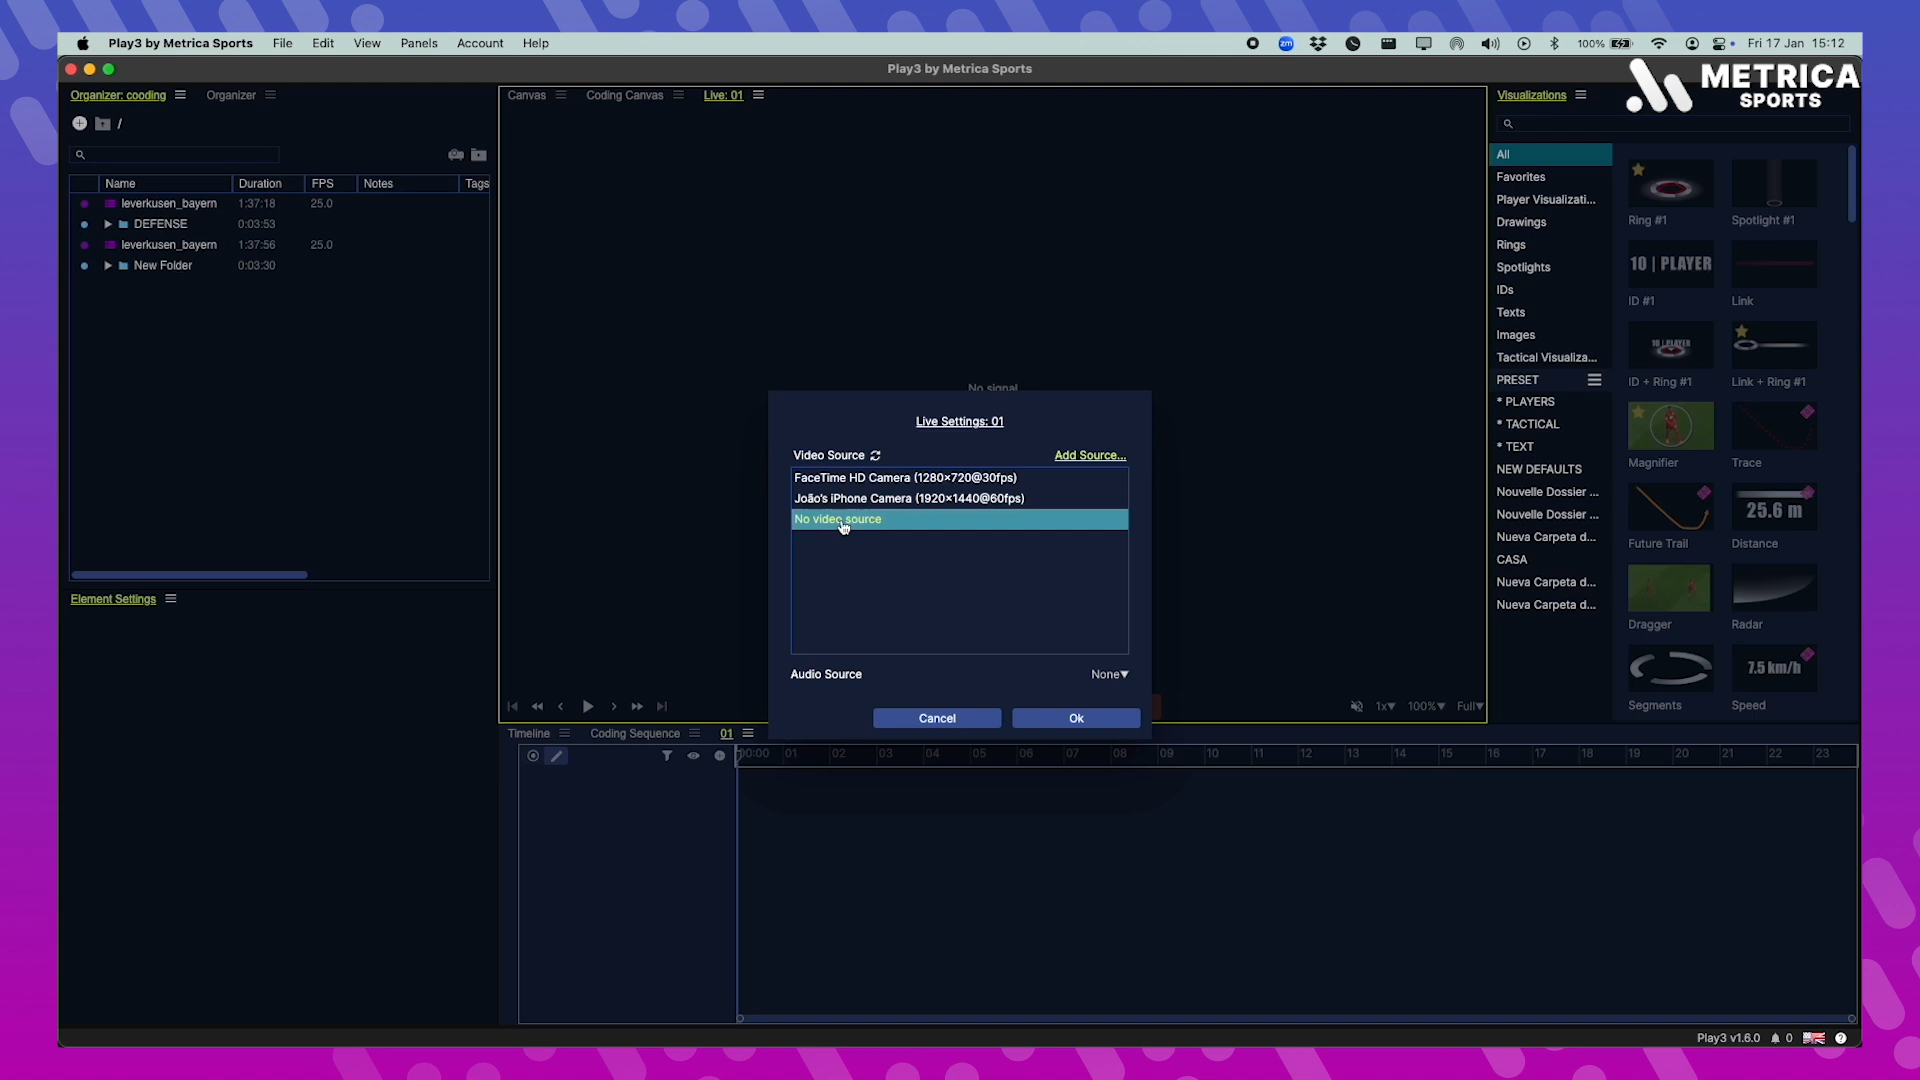 Play3 by Metrica Sports File Edit View Panels Account Help zm 100% Fri 17 Jan 15:12
Play3 by Metrica Sports
METRICA
SPORTS
Organizer: cooding Organizer Canvas Coding Canvas Live: 01 Visualizations
/
Name Duration FPS Notes Tags
leverkusen_bayern 1:37:18 25.0
DEFENSE 0:03:53
leverkusen_bayern 1:37:56 25.0
New Folder 0:03:30
Element Settings
No signal
Live Settings: 01
Video Source Add Source...
FaceTime HD Camera (1280×720@30fps)
João's iPhone Camera (1920×1440@60fps)
No video source
Audio Source None
Cancel Ok
1x 100% Full
All
Favorites
Player Visualizati...
Drawings
Rings
Spotlights
IDs
Texts
Images
Tactical Visualiza...
PRESET
* PLAYERS
* TACTICAL
* TEXT
NEW DEFAULTS
Nouvelle Dossier ...
Nouvelle Dossier ...
Nueva Carpeta d...
CASA
Nueva Carpeta d...
Nueva Carpeta d...
Ring #1 Spotlight #1
10 | PLAYER
ID #1 Link
10 | PLAYER
ID + Ring #1 Link + Ring #1
Magnifier Trace
25.6 m
Future Trail Distance
Dragger Radar
7.5 km/h
Segments Speed
Timeline Coding Sequence 01
00:00 01 02 03 04 05 06 07 08 09 10 11 12 13 14 15 16 17 18 19 20 21 22 23
Play3 v1.6.0 0